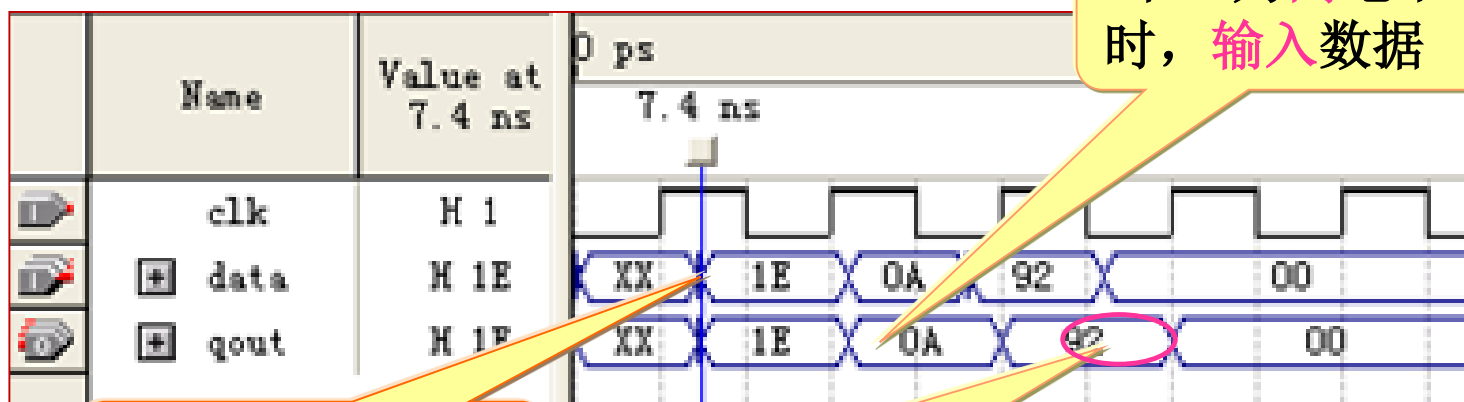 时，输入数据
0 ps
Name
Value at
7.4 ns
7.4 ns
clk
H 1
data
H 1E
XX
1E
0A
92
00
qout
H 1E
XX
1E
0A
92
00